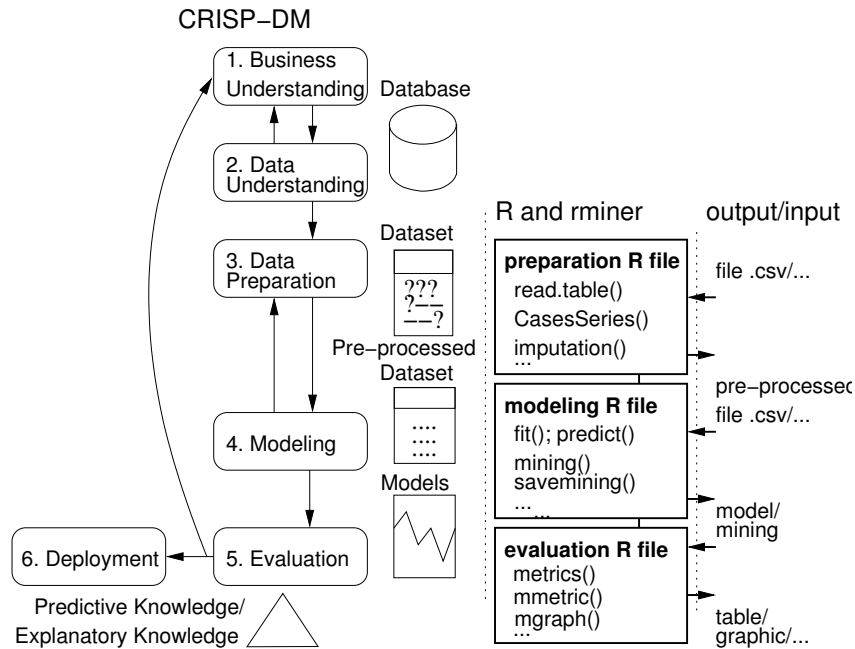 CRISP–DM
1. Business
Understanding
Database
2. Data
Understanding
R and rminer
output/input
Dataset
3. Data
Preparation
???
?−−
−−?
preparation R file
read.table()
CasesSeries()
imputation()
...
file .csv/...
Pre−processed
Dataset
....
....
....
4. Modeling
pre−processed
file .csv/...
modeling R file
fit(); predict()
mining()
savemining()
...
...
Models
model/
mining
6. Deployment
5. Evaluation
evaluation R file
metrics()
mmetric()
mgraph()
...
Predictive Knowledge/
Explanatory Knowledge
table/
graphic/...